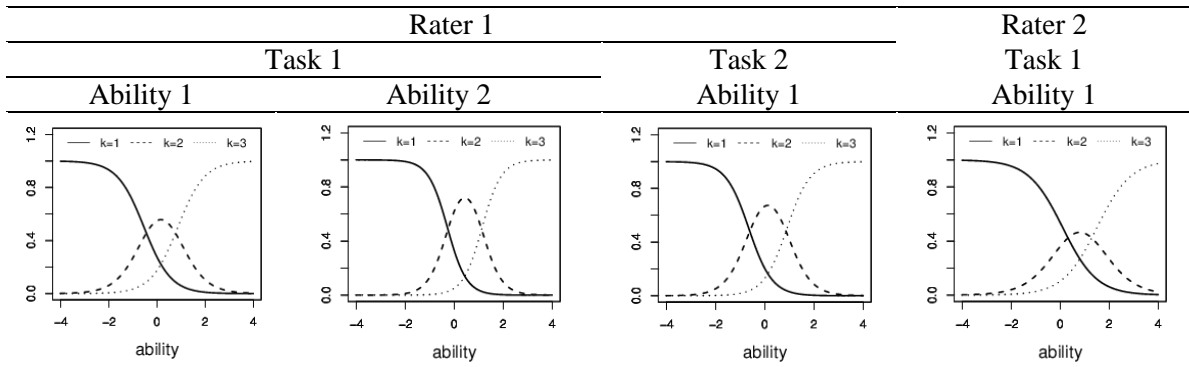 Rater 1 Rater 2
Task 1 Task 2 Task 1
Ability 1 Ability 2 Ability 1 Ability 1
k=1 k=2 k=3 k=1 k=2 k=3 k=1 k=2 k=3 k=1 k=2 k=3
1.2 1.2 1.2 1.2
0.8 0.8 0.8 0.8
0.4 0.4 0.4 0.4
0.0 0.0 0.0 0.0
−4 −2 0 2 4 −4 −2 0 2 4 −4 −2 0 2 4 −4 −2 0 2 4
ability ability ability ability